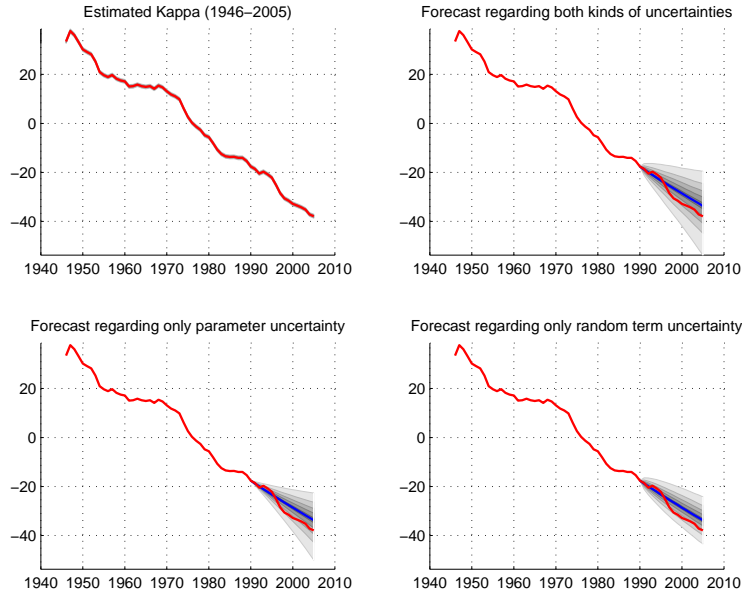 Estimated Kappa (1946−2005)
20
0
−20
−40
1940 1950 1960 1970 1980 1990 2000 2010
Forecast regarding both kinds of uncertainties
20
0
−20
−40
1940 1950 1960 1970 1980 1990 2000 2010
Forecast regarding only parameter uncertainty
20
0
−20
−40
1940 1950 1960 1970 1980 1990 2000 2010
Forecast regarding only random term uncertainty
20
0
−20
−40
1940 1950 1960 1970 1980 1990 2000 2010